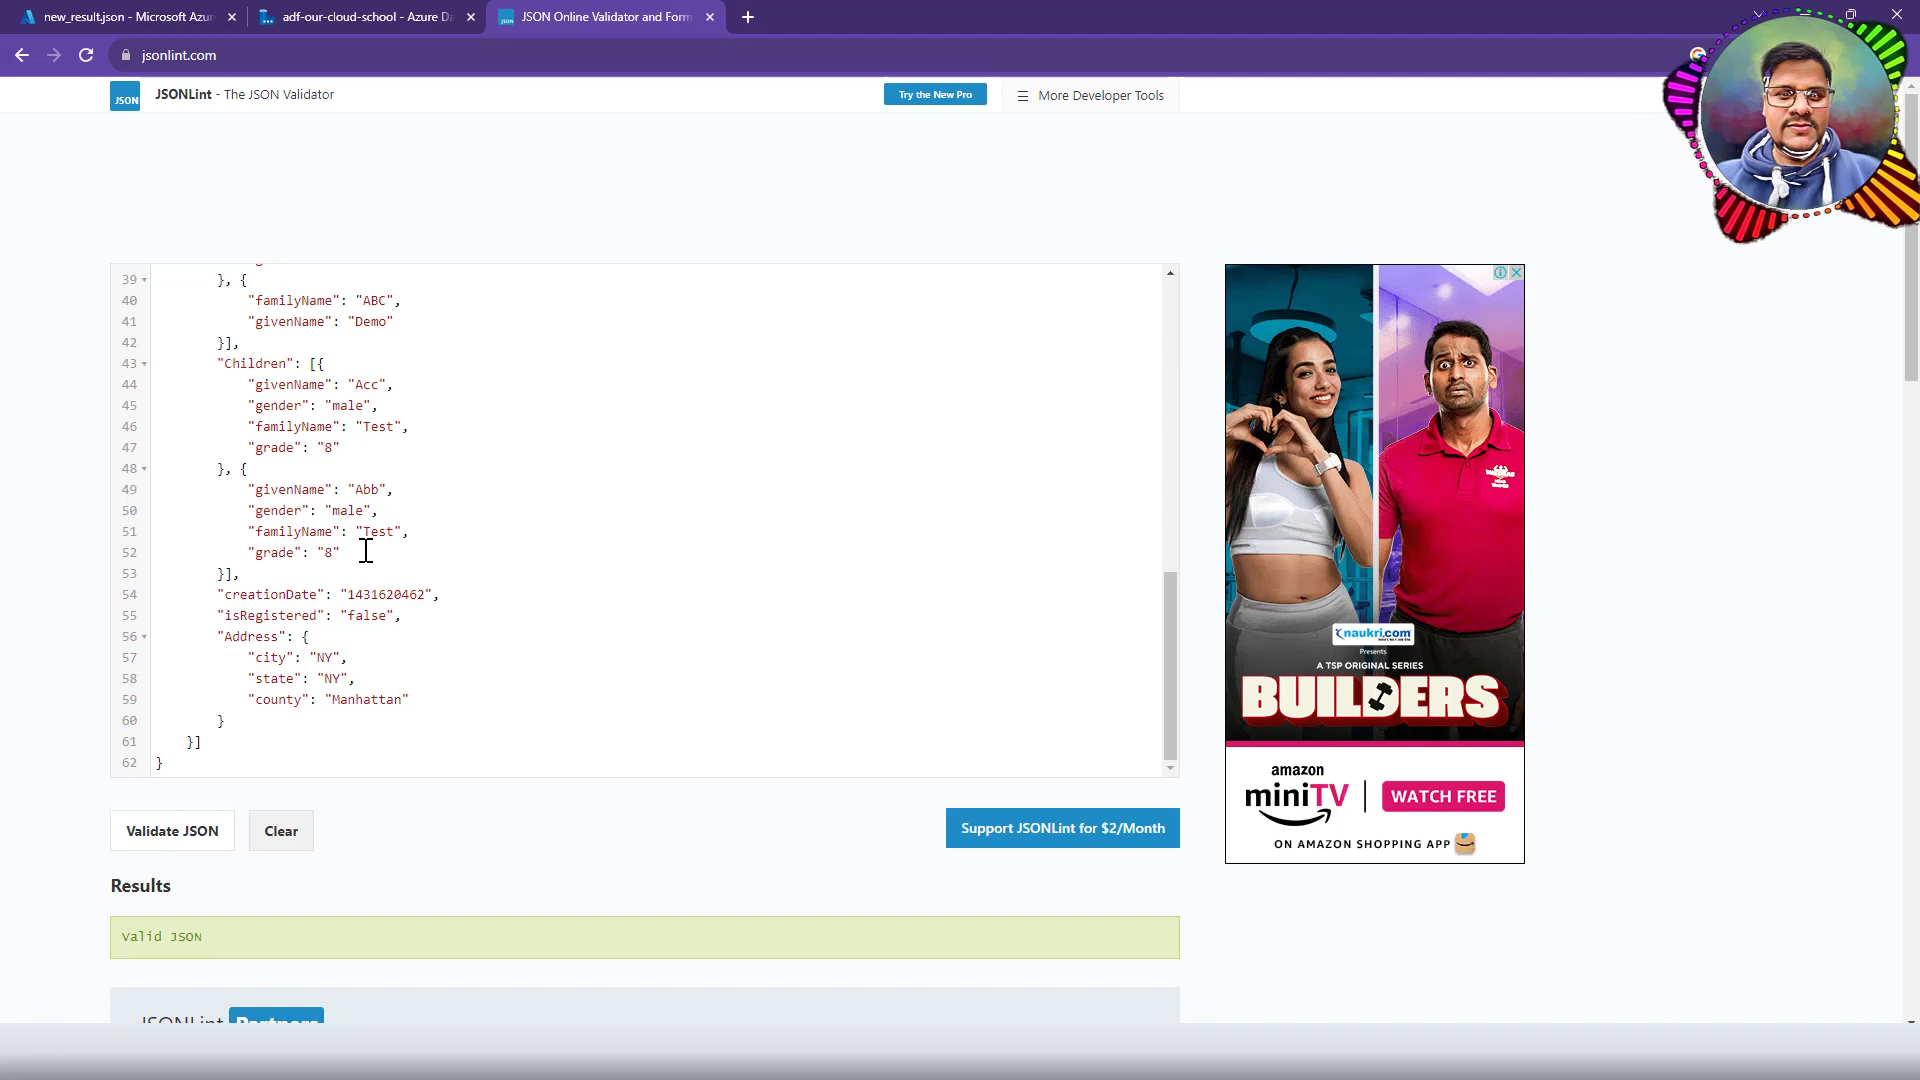 new_result.json - Microsoft Azur
adf-our-cloud-school - Azure Da
JSON Online Validator and Form
jsonlint.com
JSON
JSONLint - The JSON Validator
Try the New Pro
More Developer Tools
39 }, {
40 "familyName": "ABC",
41 "givenName": "Demo"
42 }],
43 "Children": [{
44 "givenName": "Acc",
45 "gender": "male",
46 "familyName": "Test",
47 "grade": "8"
48 }, {
49 "givenName": "Abb",
50 "gender": "male",
51 "familyName": "Test",
52 "grade": "8"
53 }],
54 "creationDate": "1431620462",
55 "isRegistered": "false",
56 "Address": {
57 "city": "NY",
58 "state": "NY",
59 "county": "Manhattan"
60 }
61 }]
62 }
naukri.com
Presents
A TSP ORIGINAL SERIES
BUILDERS
amazon
miniTV
WATCH FREE
ON AMAZON SHOPPING APP
Validate JSON
Clear
Support JSONLint for $2/Month
Results
Valid JSON
JSONLint Partners